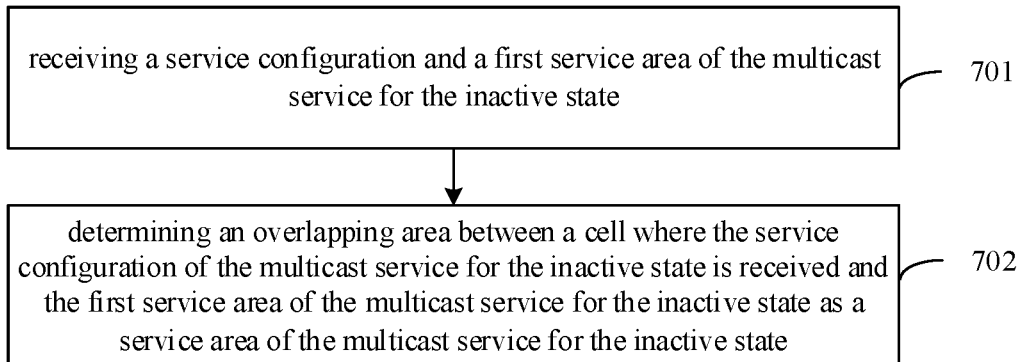 receiving a service configuration and a first service area of the multicast
service for the inactive state
701
determining an overlapping area between a cell where the service
configuration of the multicast service for the inactive state is received and
the first service area of the multicast service for the inactive state as a
service area of the multicast service for the inactive state
702